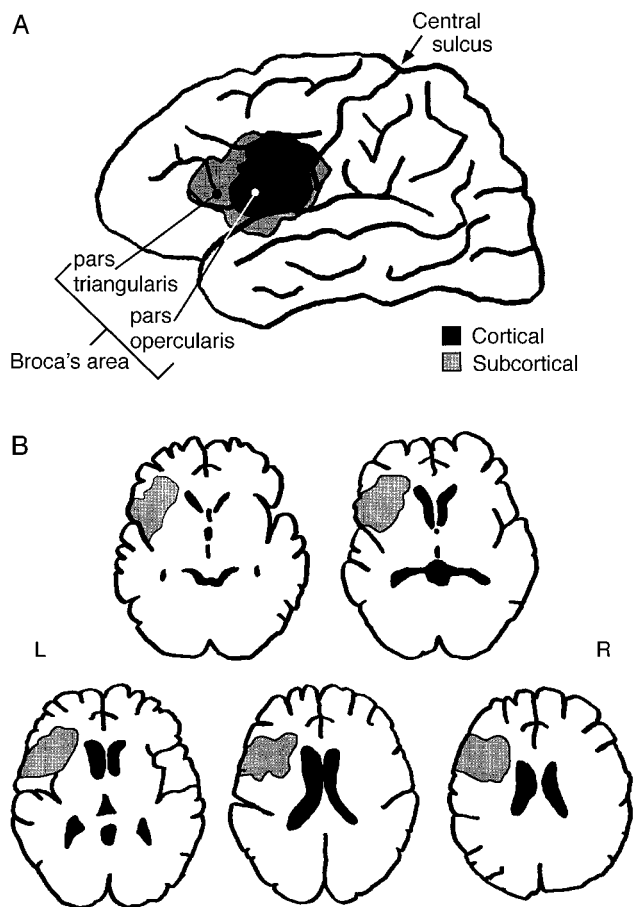 A
Central
sulcus
pars
triangularis
pars
opercularis
Broca's area
Cortical
Subcortical
B
L
R